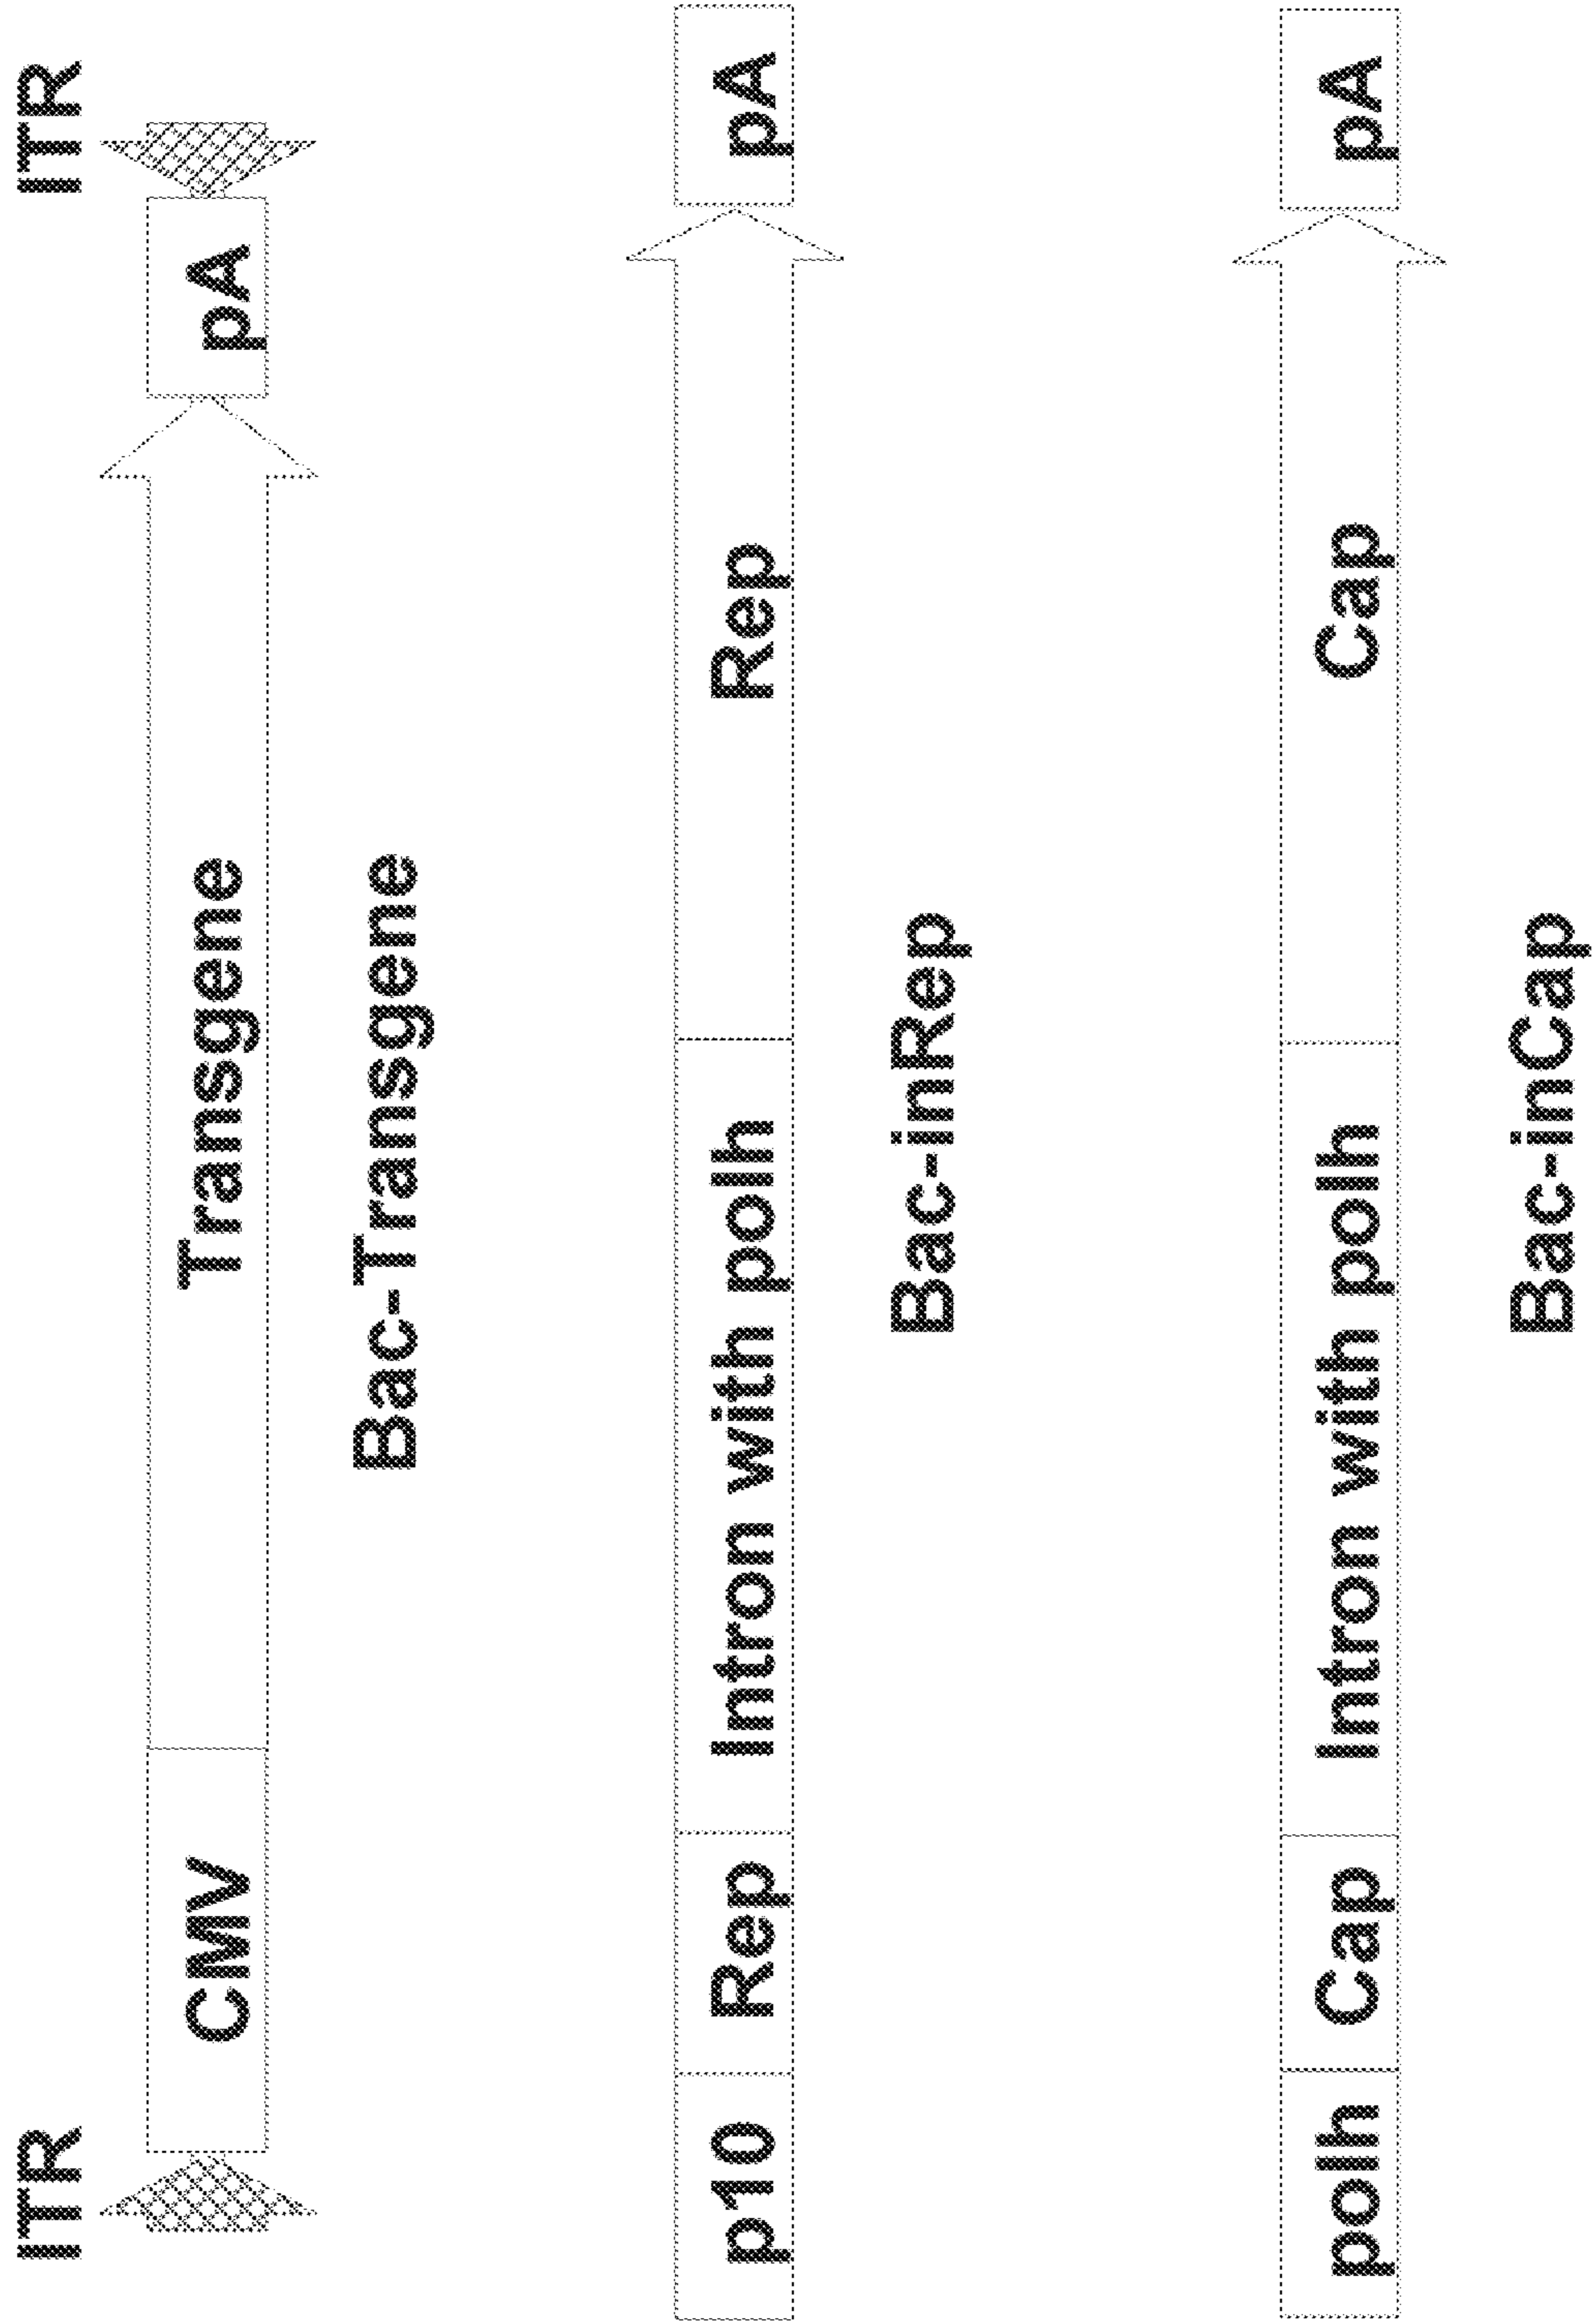 ITR ITR
CMV Transgene pA
Bac-Transgene
p10 Rep Intron with polh Rep pA
Bac-inRep
polh Cap Intron with polh Cap pA
Bac-inCap